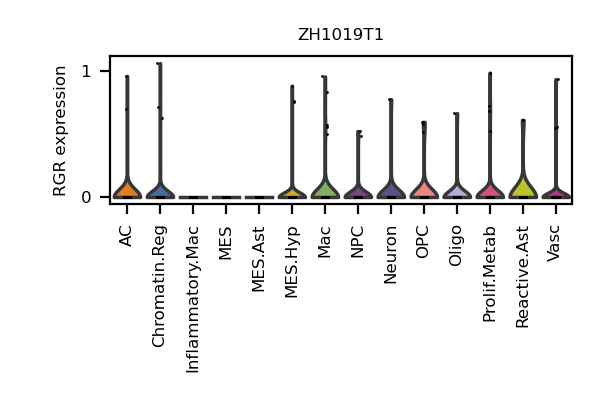 ZH1019T1
RGR expression
1
0
AC
Chromatin.Reg
Inflammatory.Mac
MES
MES.Ast
MES.Hyp
Mac
NPC
Neuron
OPC
Oligo
Prolif.Metab
Reactive.Ast
Vasc